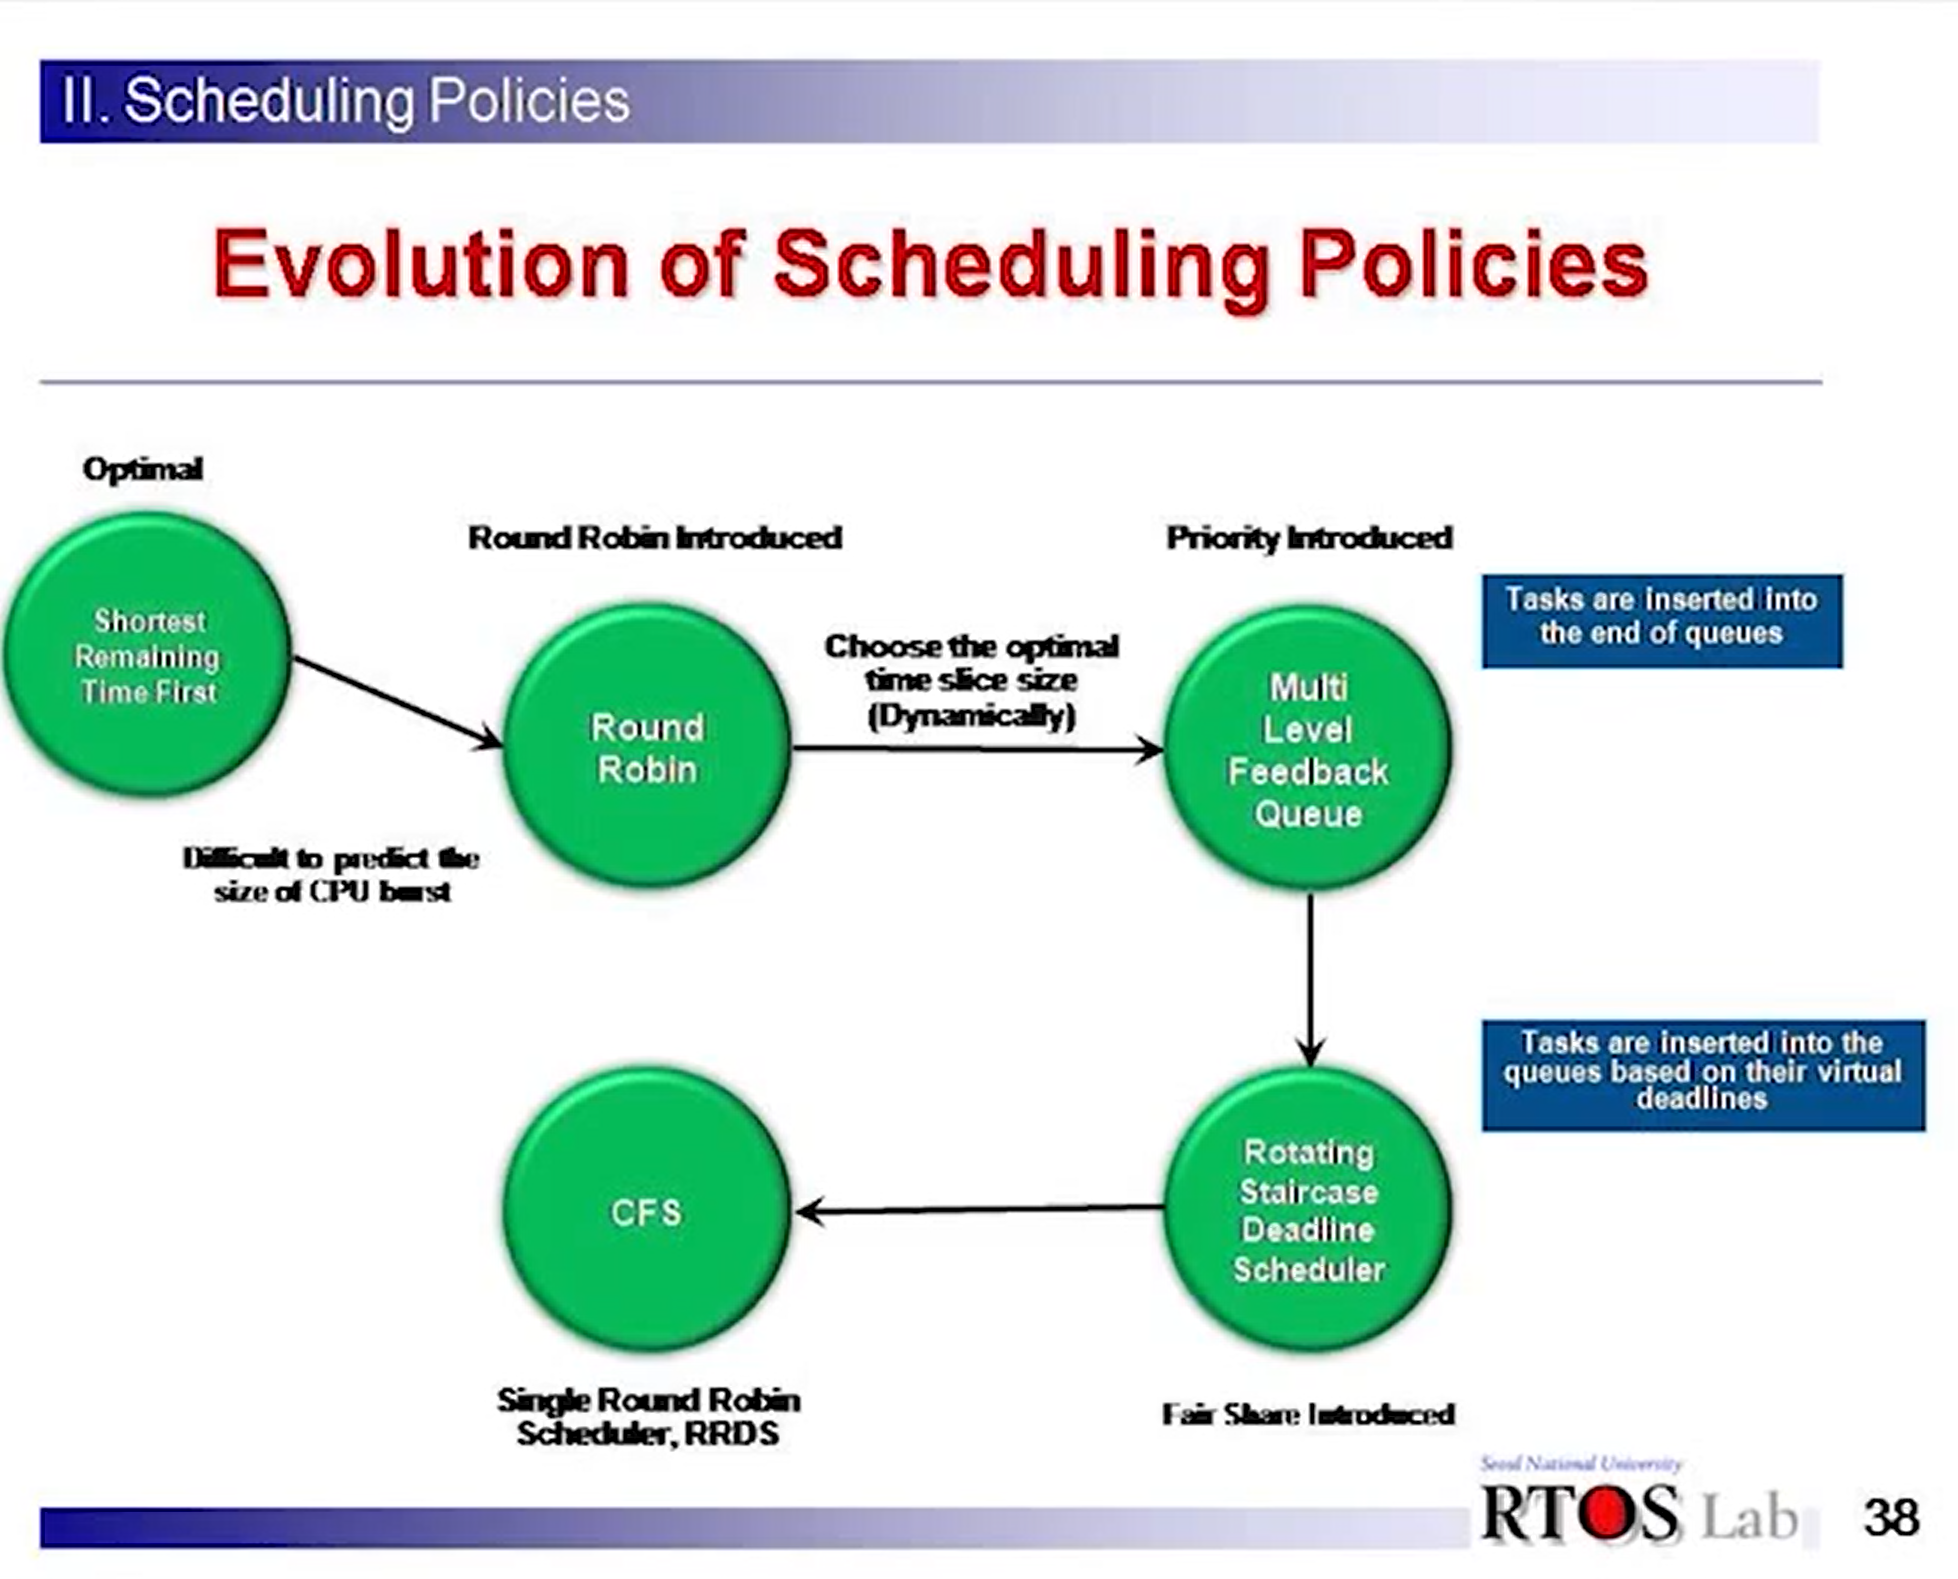 II. Scheduling Policies
Evolution of Scheduling Policies
Optimal
Shortest
Remaining
Time First
Difficult to predict the
size of CPU burst
Round Robin Introduced
Round
Robin
Choose the optimal
time slice size
(Dynamically)
Priority Introduced
Multi
Level
Feedback
Queue
Tasks are inserted into
the end of queues
Tasks are inserted into the
queues based on their virtual
deadlines
Rotating
Staircase
Deadline
Scheduler
Fair Share Introduced
CFS
Single Round Robin
Scheduler, RRDS
Seoul National University
RTOS Lab
38